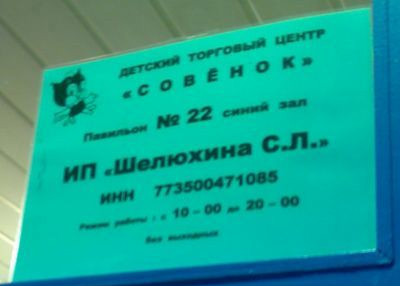 ДЕТСКИЙ ТОРГОВЫЙ ЦЕНТР
«СОВЁНОК»
Павильон № 22 синий зал
ИП «Шелюхина С.Л.»
ИНН 773500471085
Режим работы : с 10 – 00 до 20 – 00
без выходных